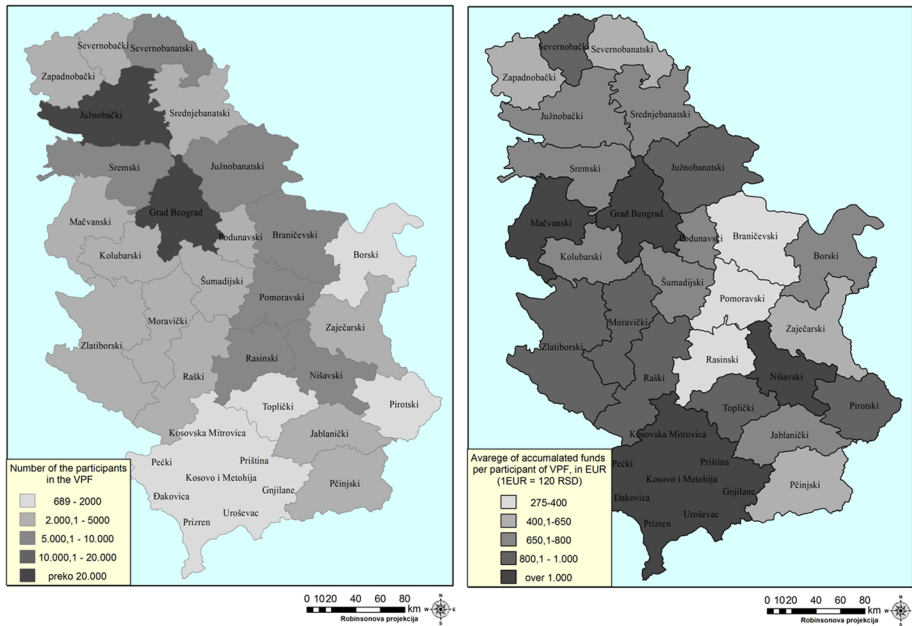 Severnobački
Severnobanatski
Zapadnobački
Južnobački
Srednjebanatski
Sremski
Južnobanatski
Mačvanski
Grad Beograd
Podunavski
Braničevski
Kolubarski
Borski
Šumadijski
Pomoravski
Moravički
Zaječarski
Zlatiborski
Rasinski
Raški
Nišavski
Toplički
Pirotski
Kosovska Mitrovica
Jablanički
Pećki
Priština
Kosovo i Metohija
Gnjilane
Đakovica
Pčinjski
Uroševac
Prizren
Number of the participants
in the VPF
689 - 2000
2.000,1 - 5000
5.000,1 - 10.000
10.000,1 - 20.000
preko 20.000
0 10 20 40 60 80
km
N
W E
S
Robinsonova projekcija
Severnobački
Severnobanatski
Zapadnobački
Južnobački
Srednjebanatski
Sremski
Južnobanatski
Mačvanski
Grad Beograd
Podunavski
Braničevski
Kolubarski
Borski
Šumadijski
Pomoravski
Moravički
Zaječarski
Zlatiborski
Rasinski
Raški
Nišavski
Toplički
Pirotski
Kosovska Mitrovica
Jablanički
Pećki
Priština
Kosovo i Metohija
Gnjilane
Đakovica
Pčinjski
Uroševac
Prizren
Avarege of accumalated funds
per participant of VPF, in EUR
(1EUR = 120 RSD)
275-400
400,1-650
650,1-800
800,1 - 1.000
over 1.000
0 10 20 40 60 80
km
N
W E
S
Robinsonova projekcija